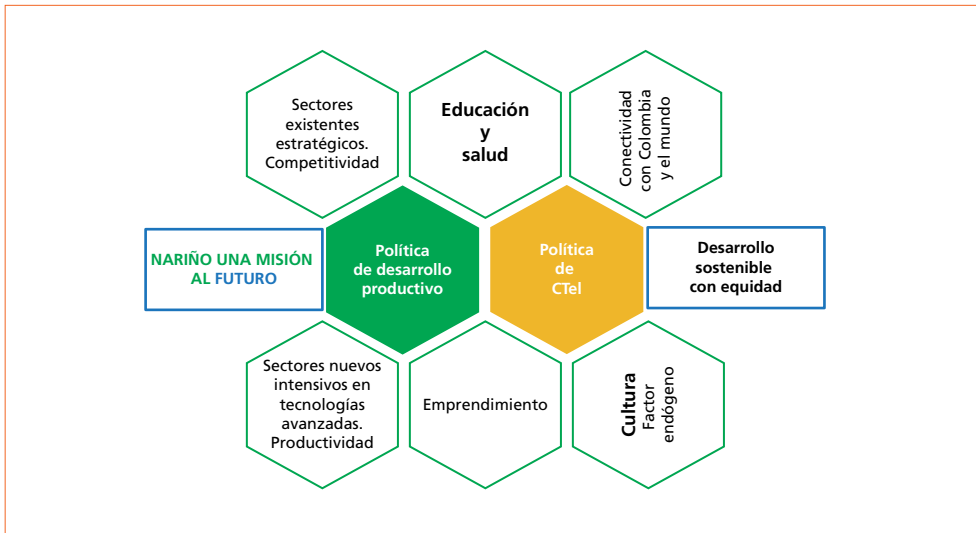 Sectores
existentes
estratégicos.
Competitividad
Educación
y
salud
Conectividad
con Colombia
y el mundo
NARIÑO UNA MISIÓN
AL FUTURO
Política
de desarrollo
productivo
Política
de
CTeI
Desarrollo
sostenible
con equidad
Sectores nuevos
intensivos en
tecnologías
avanzadas.
Productividad
Emprendimiento
Cultura
Factor
endógeno